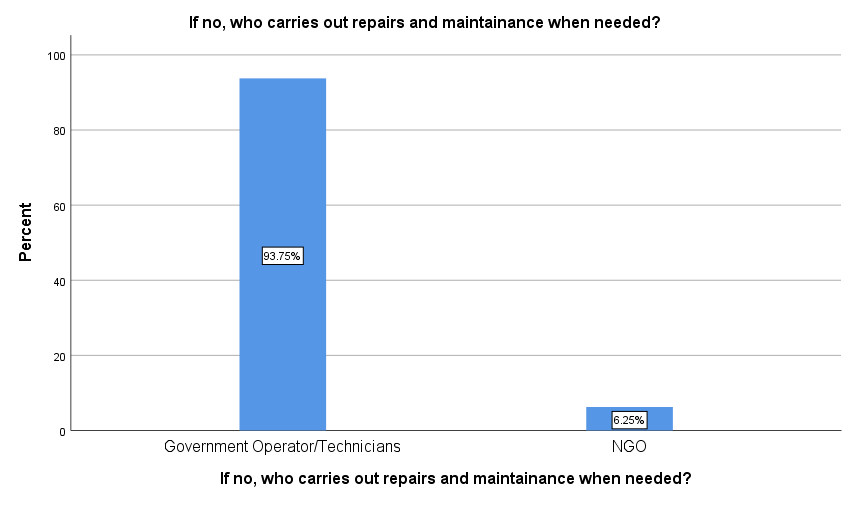 If no, who carries out repairs and maintainance when needed?
100
80
60
40
20
0
Percent
93.75%
6.25%
Government Operator/Technicians
NGO
If no, who carries out repairs and maintainance when needed?